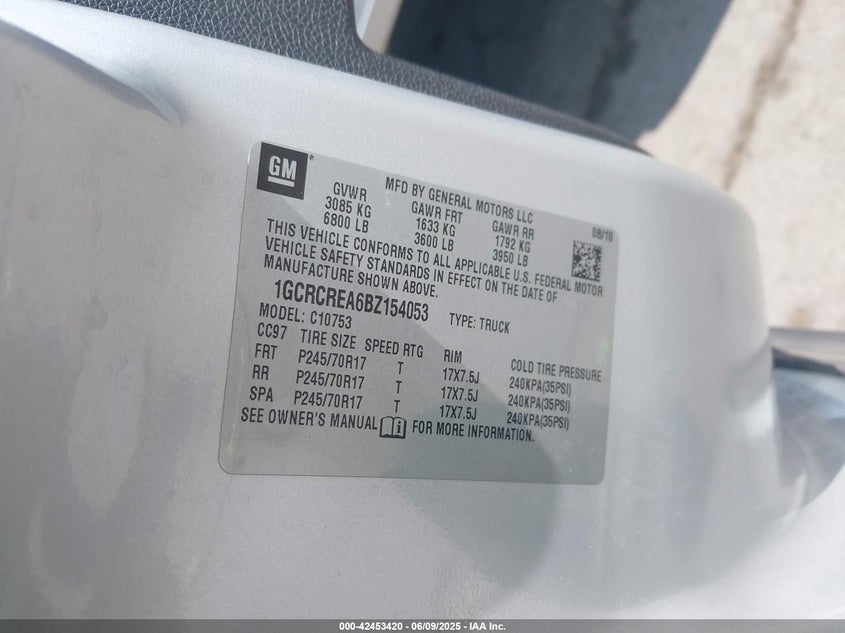 GM
MFD BY GENERAL MOTORS LLC
08/10
GVWR GAWR FRT GAWR RR
3085 KG 1633 KG 1792 KG
6800 LB 3600 LB 3950 LB
THIS VEHICLE CONFORMS TO ALL APPLICABLE U.S. FEDERAL MOTOR
VEHICLE SAFETY STANDARDS IN EFFECT ON THE DATE OF
MANUFACTURE SHOWN ABOVE.
1GCRCREA6BZ154053 TYPE: TRUCK
MODEL: C10753
CC97 TIRE SIZE SPEED RTG RIM COLD TIRE PRESSURE
FRT P245/70R17 T 17X7.5J 240KPA(35PSI)
RR P245/70R17 T 17X7.5J 240KPA(35PSI)
SPA P245/70R17 T 17X7.5J 240KPA(35PSI)
SEE OWNER'S MANUAL FOR MORE INFORMATION.
000-42453420 - 06/09/2025 - IAA Inc.